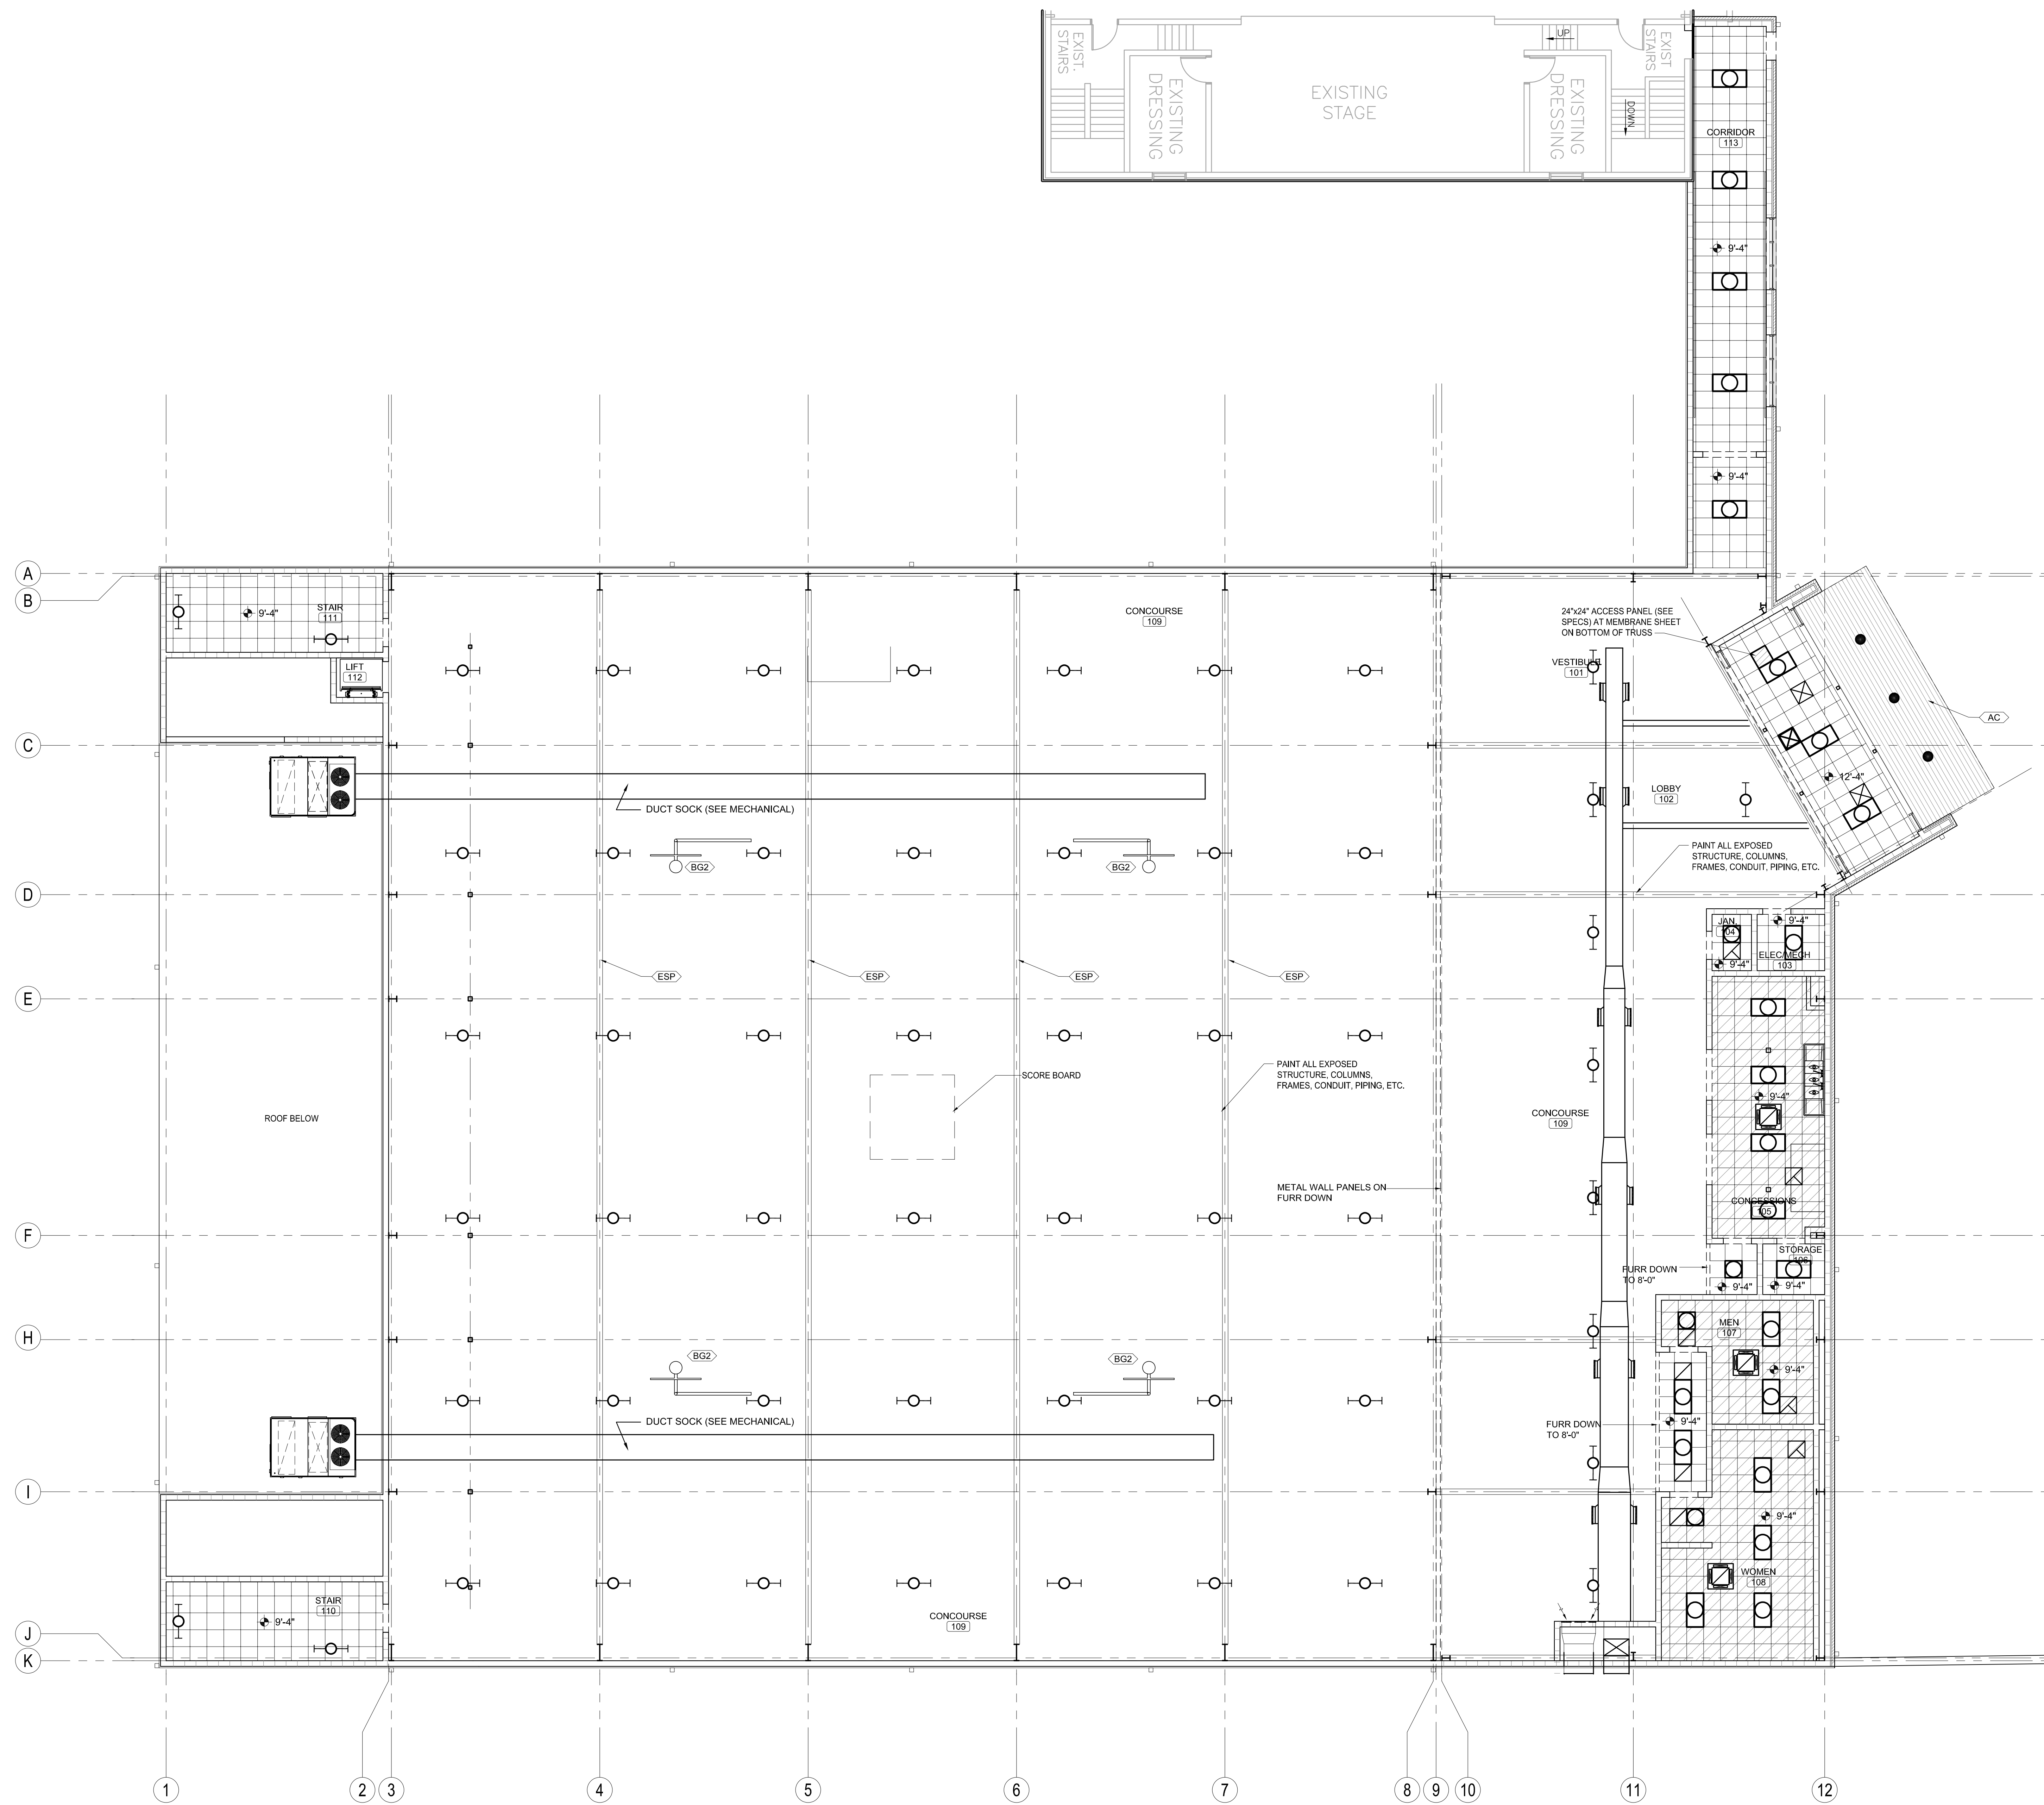 EXIST.
STAIRS
EXISTING
DRESSING
EXISTING
STAGE
UP
EXISTING
DRESSING
EXIST
STAIRS
DOWN
CORRIDOR
113
9'-4"
9'-4"
A
B
C
D
E
F
H
I
J
K
STAIR
111
9'-4"
LIFT
112
CONCOURSE
109
24"x24" ACCESS PANEL (SEE
SPECS) AT MEMBRANE SHEET
ON BOTTOM OF TRUSS
VESTIBULE
101
AC
12'-4"
LOBBY
102
DUCT SOCK (SEE MECHANICAL)
BG2
BG2
PAINT ALL EXPOSED
STRUCTURE, COLUMNS,
FRAMES, CONDUIT, PIPING, ETC.
JAN.
104
9'-4"
9'-4"
ELEC/MECH
103
ESP
ESP
ESP
ESP
SCORE BOARD
PAINT ALL EXPOSED
STRUCTURE, COLUMNS,
FRAMES, CONDUIT, PIPING, ETC.
9'-4"
ROOF BELOW
CONCOURSE
109
METAL WALL PANELS ON
FURR DOWN
CONCESSIONS
105
STORAGE
106
FURR DOWN
TO 8'-0"
9'-4"
9'-4"
MEN
107
9'-4"
BG2
BG2
DUCT SOCK (SEE MECHANICAL)
FURR DOWN
TO 8'-0"
9'-4"
9'-4"
WOMEN
108
STAIR
110
9'-4"
CONCOURSE
109
1
2
3
4
5
6
7
8
9
10
11
12